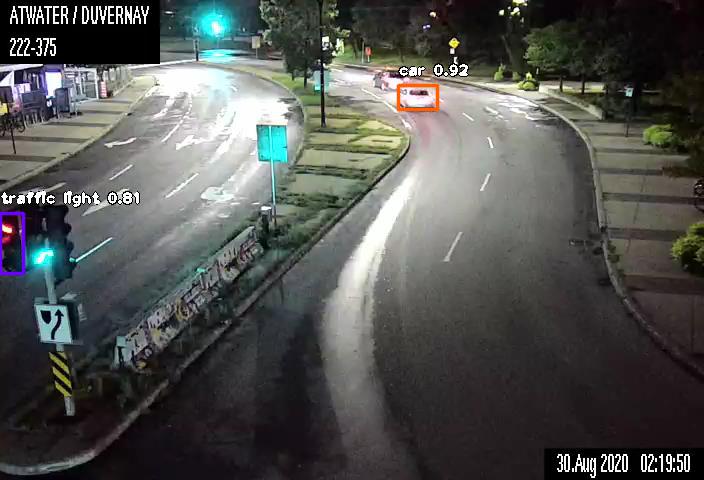 ATWATER / DUVERNAY
222-375
car 0.92
traffic light 0.81
30.Aug 2020 02:19:50